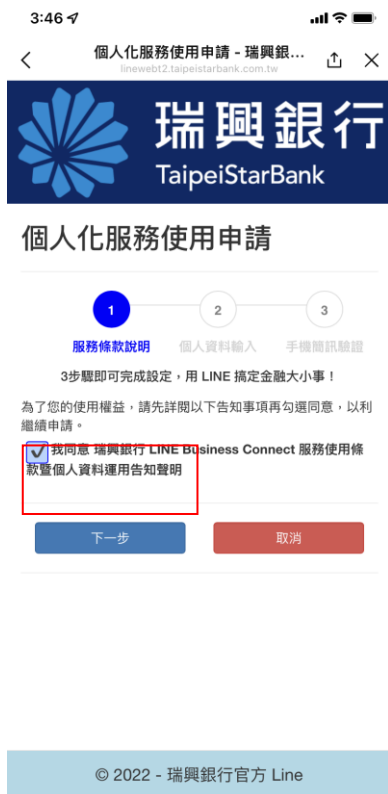 3:46
個人化服務使用申請 - 瑞興銀...
linewebt2.taipeistarbank.com.tw
瑞興銀行
TaipeiStarBank
個人化服務使用申請
1 2 3
服務條款說明 個人資料輸入 手機簡訊驗證
3步驟即可完成設定，用 LINE 搞定金融大小事！
為了您的使用權益，請先詳閱以下告知事項再勾選同意，以利
繼續申請。
我同意 瑞興銀行 LINE Business Connect 服務使用條
款暨個人資料運用告知聲明
下一步 取消
© 2022 - 瑞興銀行官方 Line